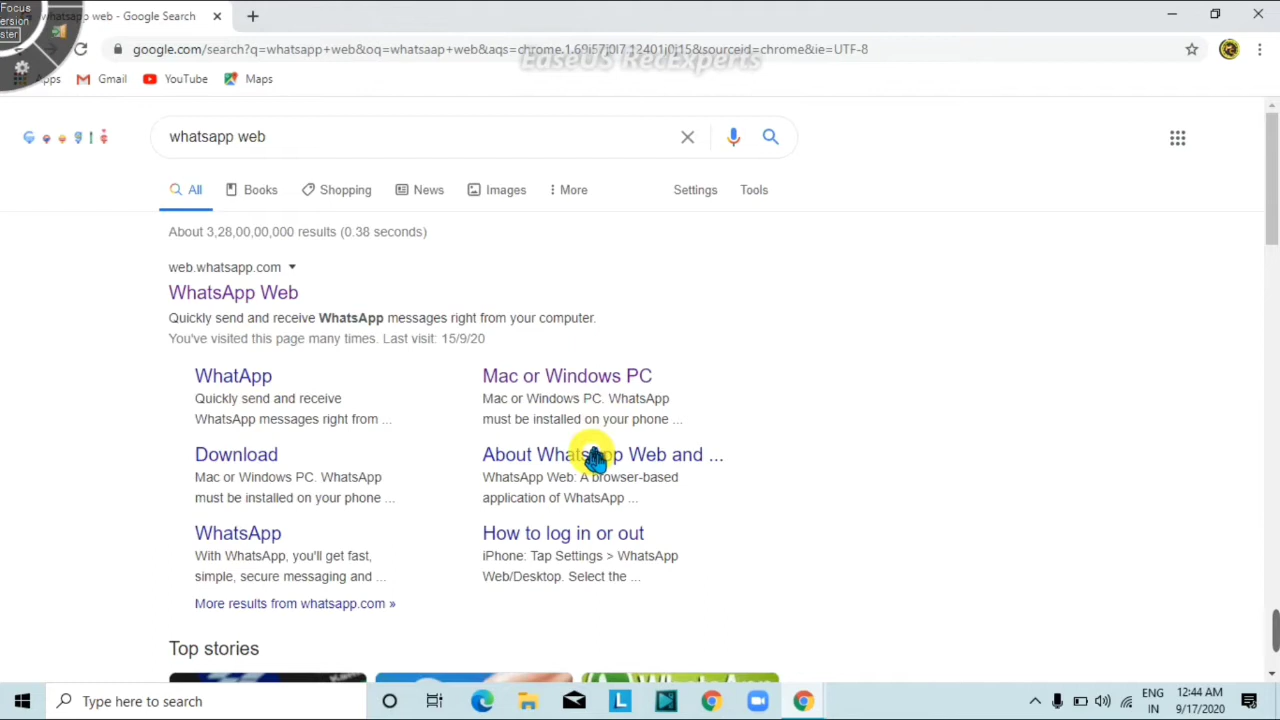 Focus
ersion
ster
whatsapp web - Google Search
google.com/search?q=whatsapp+web&oq=whatsaap+web&aqs=chrome.1.69i57j0l7.12401j0j15&sourceid=chrome&ie=UTF-8
EaseUS RecExperts
Apps Gmail YouTube Maps
Google
whatsapp web
All Books Shopping News Images More Settings Tools
About 3,28,00,00,000 results (0.38 seconds)
web.whatsapp.com
WhatsApp Web
Quickly send and receive WhatsApp messages right from your computer.
You've visited this page many times. Last visit: 15/9/20
WhatApp
Quickly send and receive
WhatsApp messages right from ...
Mac or Windows PC
Mac or Windows PC. WhatsApp
must be installed on your phone ...
Download
Mac or Windows PC. WhatsApp
must be installed on your phone ...
About WhatsApp Web and ...
WhatsApp Web: A browser-based
application of WhatsApp ...
WhatsApp
With WhatsApp, you'll get fast,
simple, secure messaging and ...
How to log in or out
iPhone: Tap Settings > WhatsApp
Web/Desktop. Select the ...
More results from whatsapp.com »
Top stories
Type here to search
ENG
IN
12:44 AM
9/17/2020